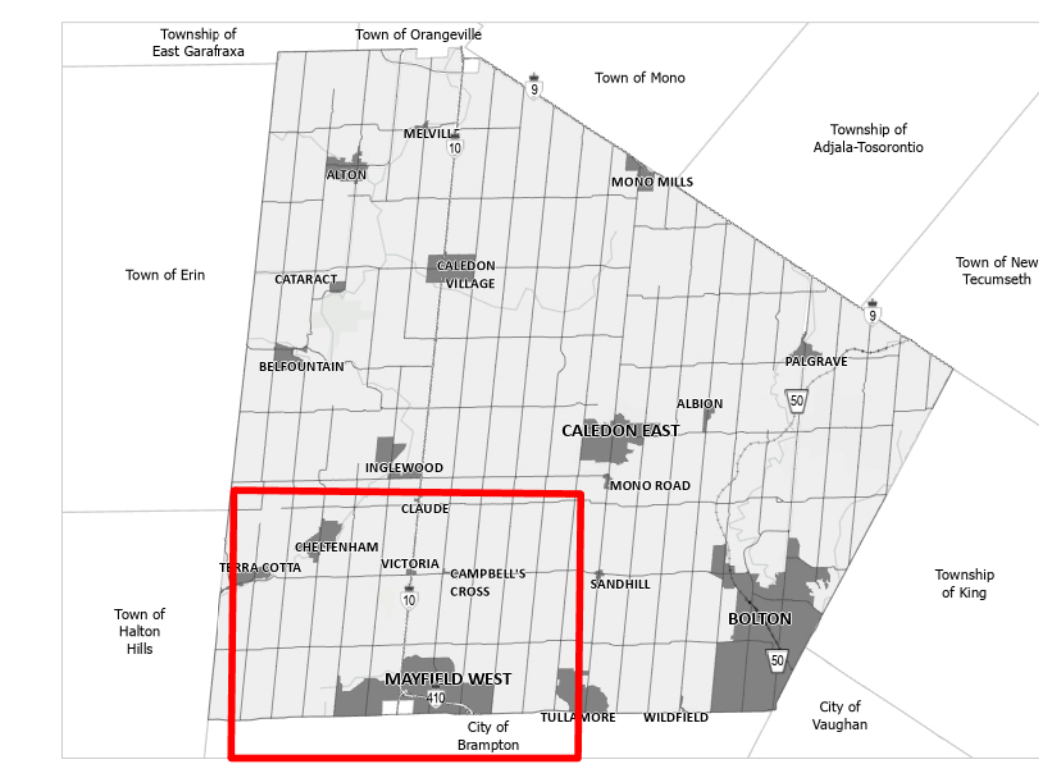 Township of
East Garafraxa
Town of Orangeville
Town of Mono
9
Township of
Adjala-Tosorontio
MELVILLE
10
ALTON
MONO MILLS
Town of Erin
CATARACT
CALEDON
VILLAGE
Town of New
Tecumseth
9
BELFOUNTAIN
PALGRAVE
50
ALBION
CALEDON EAST
INGLEWOOD
MONO ROAD
CLAUDE
CHELTENHAM
TERRA COTTA
VICTORIA
CAMPBELL'S
CROSS
SANDHILL
10
Township
of King
Town of
Halton
Hills
BOLTON
50
MAYFIELD WEST
410
TULLAMORE
WILDFIELD
City of
Brampton
City of
Vaughan